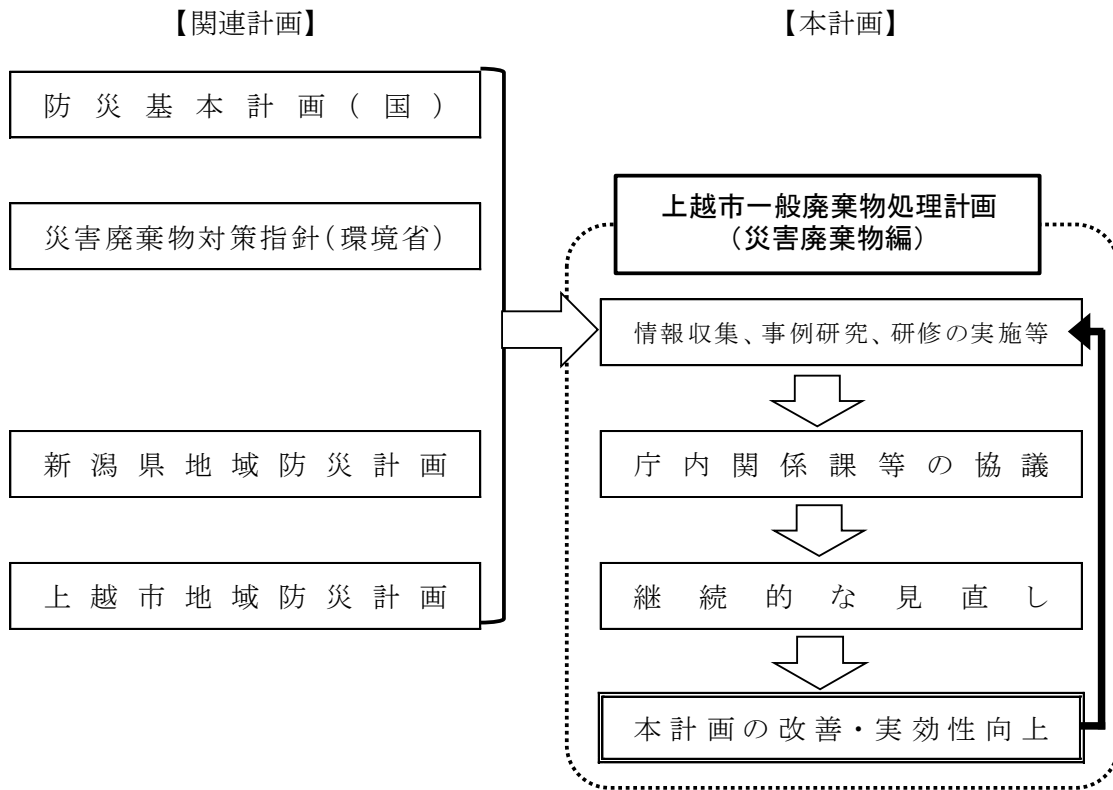 【関連計画】
防災基本計画(国)
災害廃棄物対策指針(環境省)
新潟県地域防災計画
上越市地域防災計画
【本計画】
上越市一般廃棄物処理計画
(災害廃棄物編)
情報収集、事例研究、研修の実施等
庁内関係課等の協議
継続的な見直し
本計画の改善・実効性向上